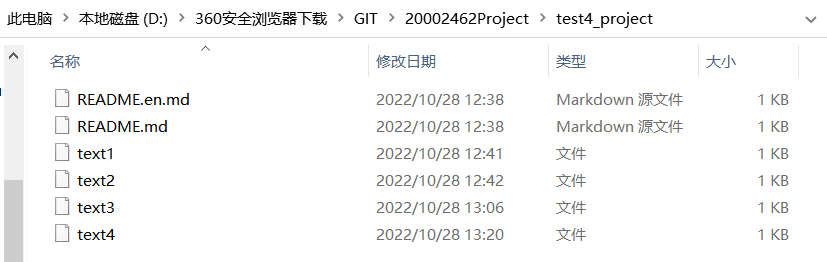 此电脑 > 本地磁盘 (D:) > 360安全浏览器下载 > GIT > 20002462Project > test4_project
名称 修改日期 类型 大小
README.en.md 2022/10/28 12:38 Markdown 源文件 1 KB
README.md 2022/10/28 12:38 Markdown 源文件 1 KB
text1 2022/10/28 12:41 文件 1 KB
text2 2022/10/28 12:42 文件 1 KB
text3 2022/10/28 13:06 文件 1 KB
text4 2022/10/28 13:20 文件 1 KB